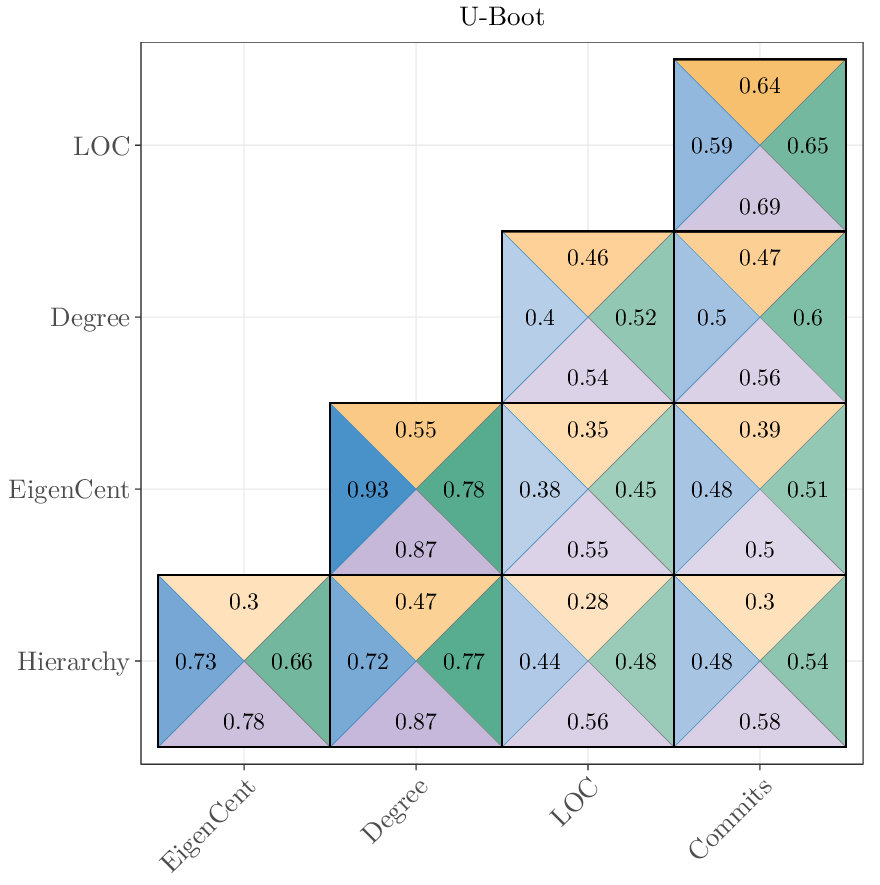 U-Boot
0.64
LOC 0.59 0.65
0.69
0.46 0.47
Degree 0.4 0.52 0.5 0.6
0.54 0.56
0.55 0.35 0.39
EigenCent 0.93 0.78 0.38 0.45 0.48 0.51
0.87 0.55 0.5
0.3 0.47 0.28 0.3
Hierarchy 0.73 0.66 0.72 0.77 0.44 0.48 0.48 0.54
0.78 0.87 0.56 0.58
EigenCent Degree LOC Commits